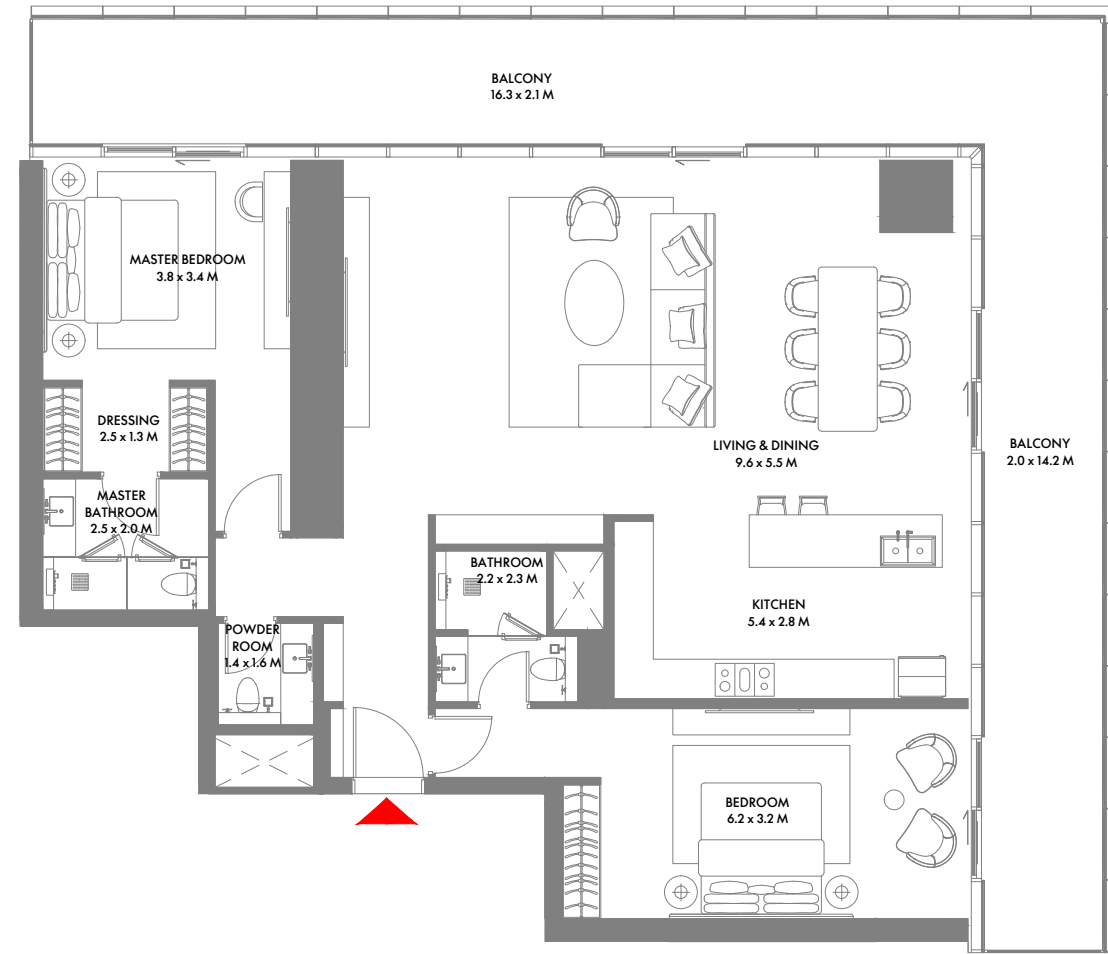 BALCONY
16.3 x 2.1 M
MASTER BEDROOM
3.8 x 3.4 M
DRESSING
2.5 x 1.3 M
LIVING & DINING
9.6 x 5.5 M
BALCONY
2.0 x 14.2 M
MASTER
BATHROOM
2.5 x 2.0 M
BATHROOM
2.2 x 2.3 M
KITCHEN
5.4 x 2.8 M
POWDER
ROOM
1.4 x 1.6 M
BEDROOM
6.2 x 3.2 M